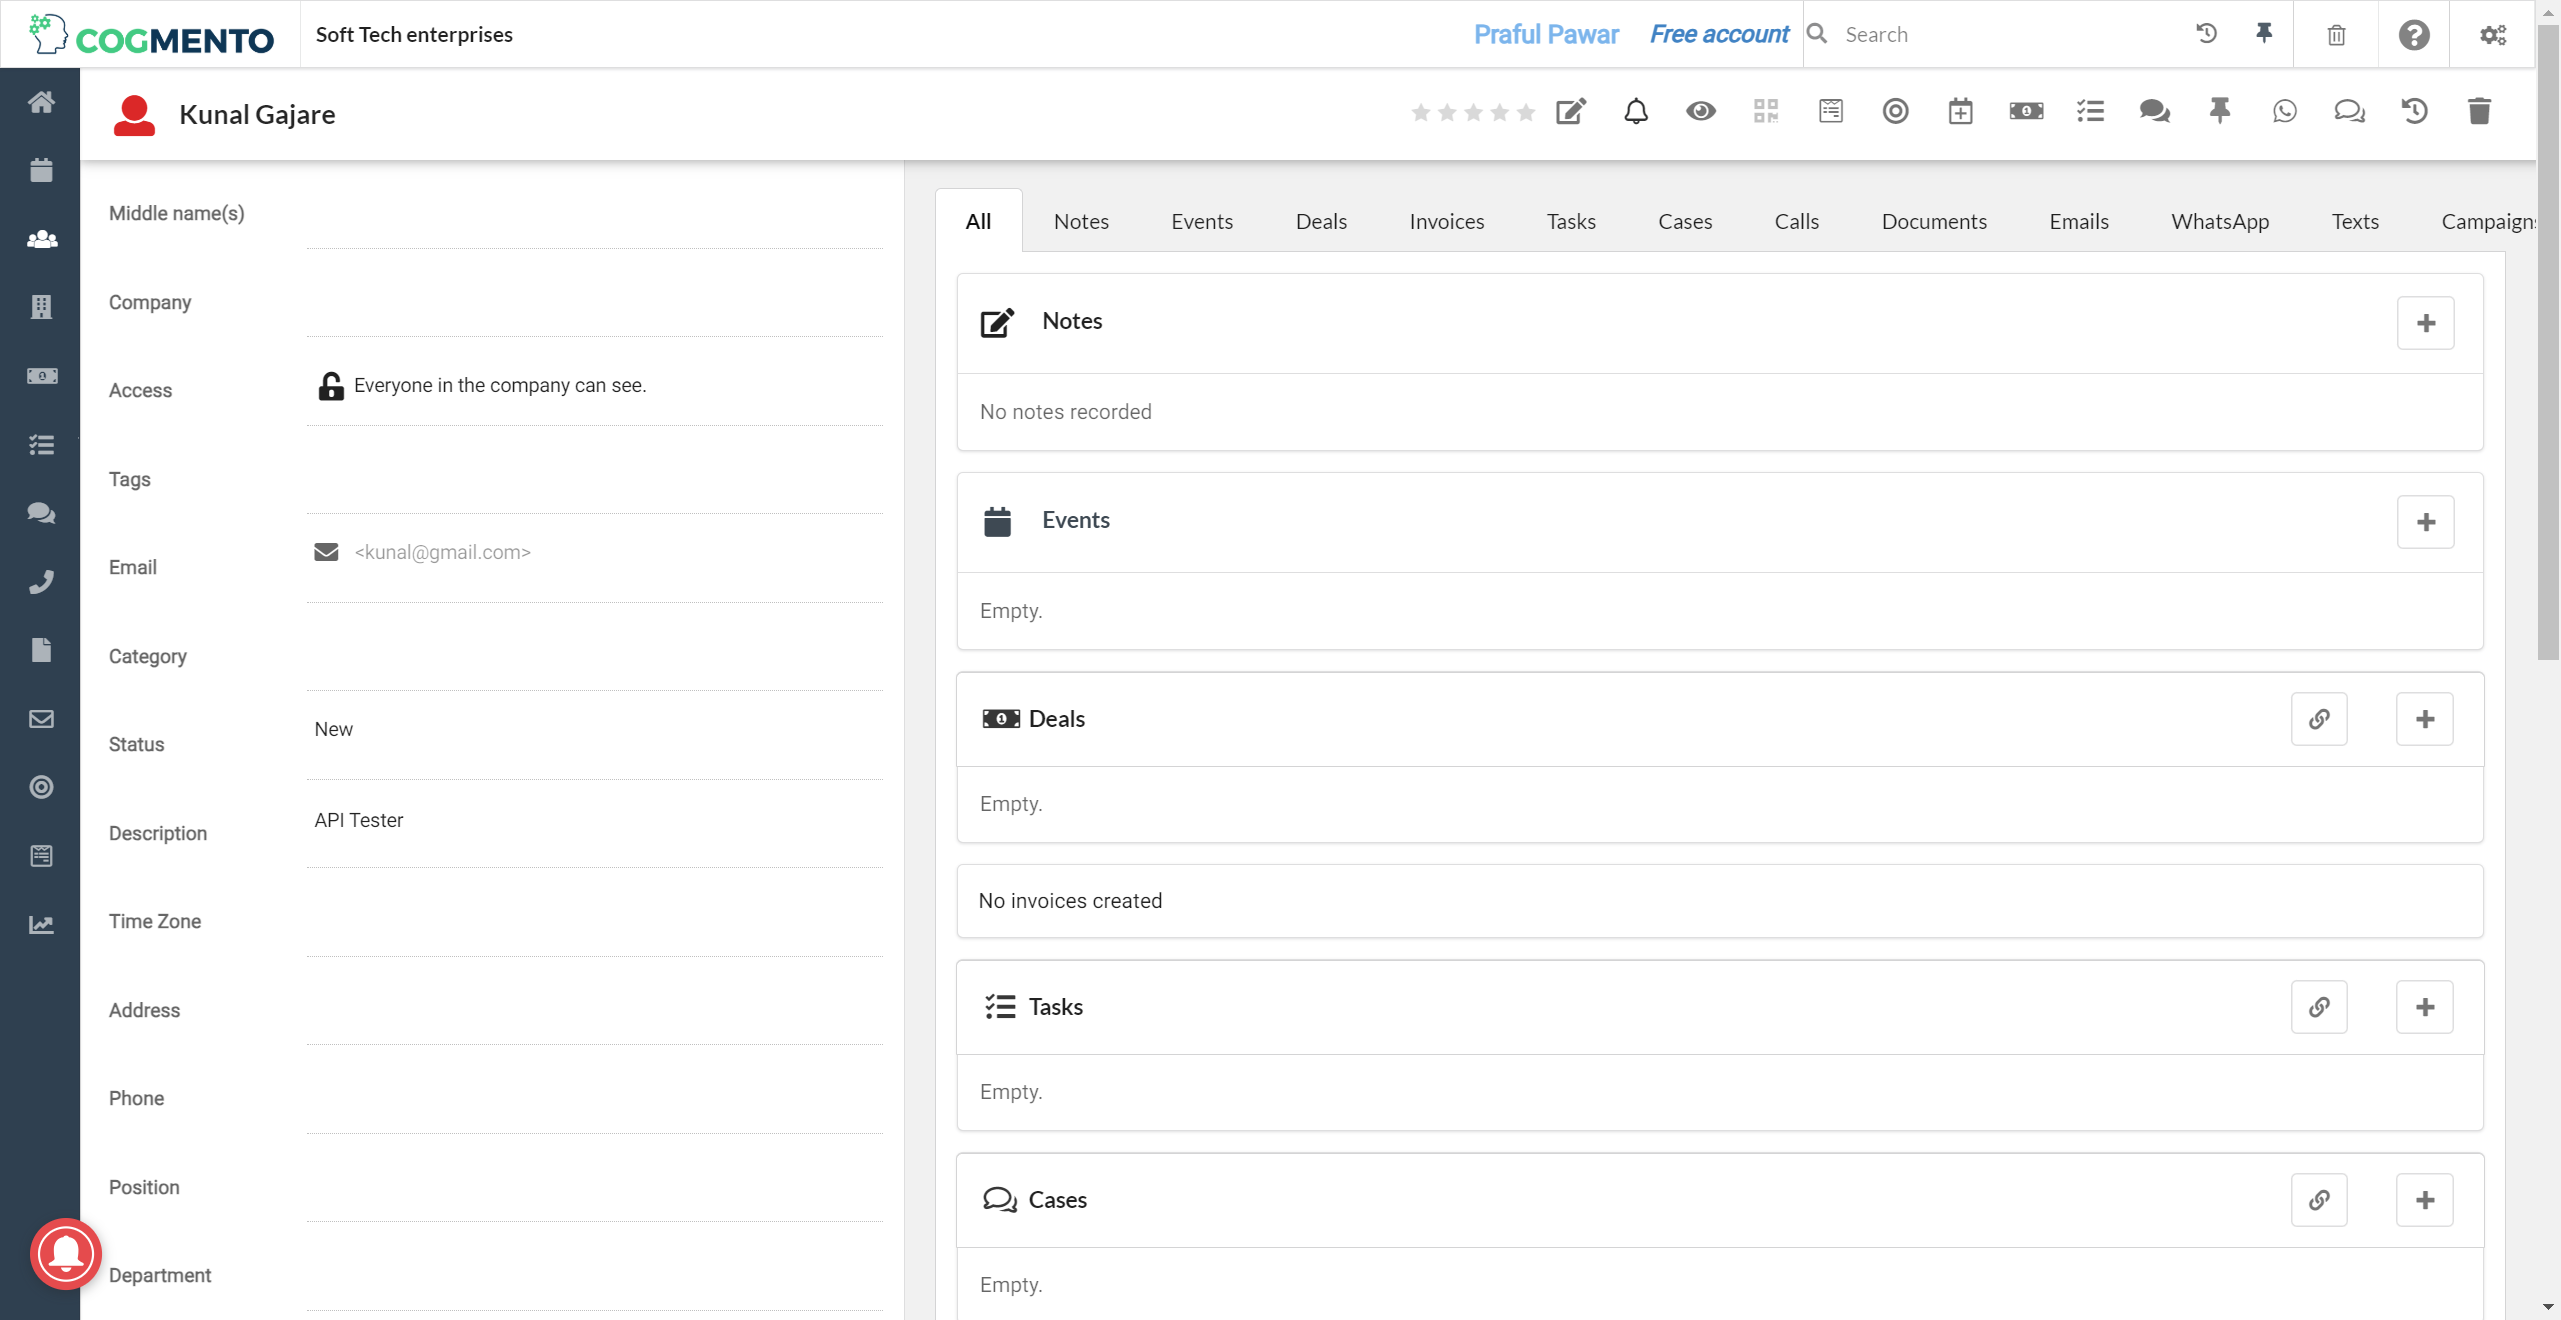 COGMENTO
Soft Tech enterprises
Praful Pawar
Free account
Search
Kunal Gajare
Middle name(s)
Company
Access
Everyone in the company can see.
Tags
Email
<kunal@gmail.com>
Category
Status
New
Description
API Tester
Time Zone
Address
Phone
Position
Department
All
Notes
Events
Deals
Invoices
Tasks
Cases
Calls
Documents
Emails
WhatsApp
Texts
Campaigns
Notes
No notes recorded
Events
Empty.
Deals
Empty.
No invoices created
Tasks
Empty.
Cases
Empty.